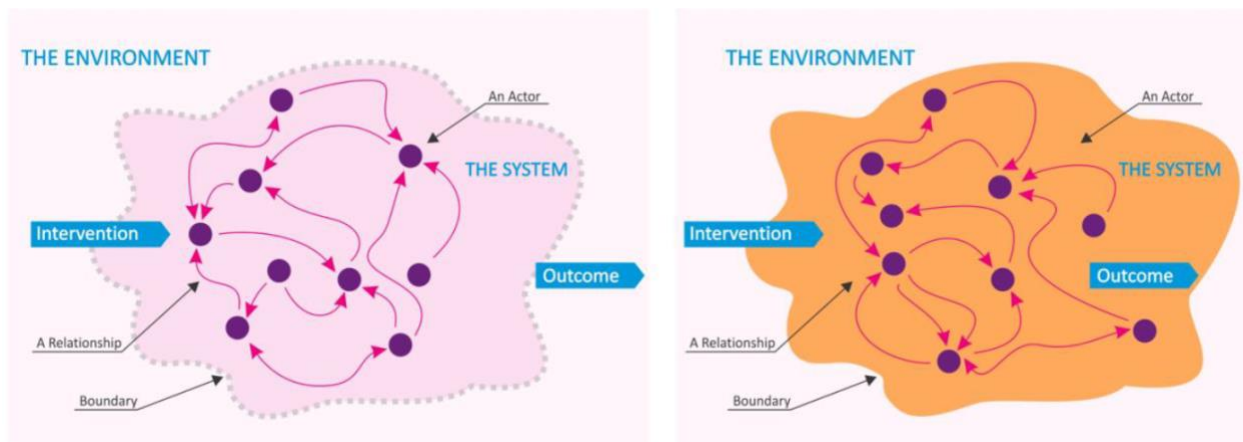 THE ENVIRONMENT
An Actor
THE SYSTEM
Intervention
Outcome
A Relationship
Boundary
THE ENVIRONMENT
An Actor
THE SYSTEM
Intervention
Outcome
A Relationship
Boundary